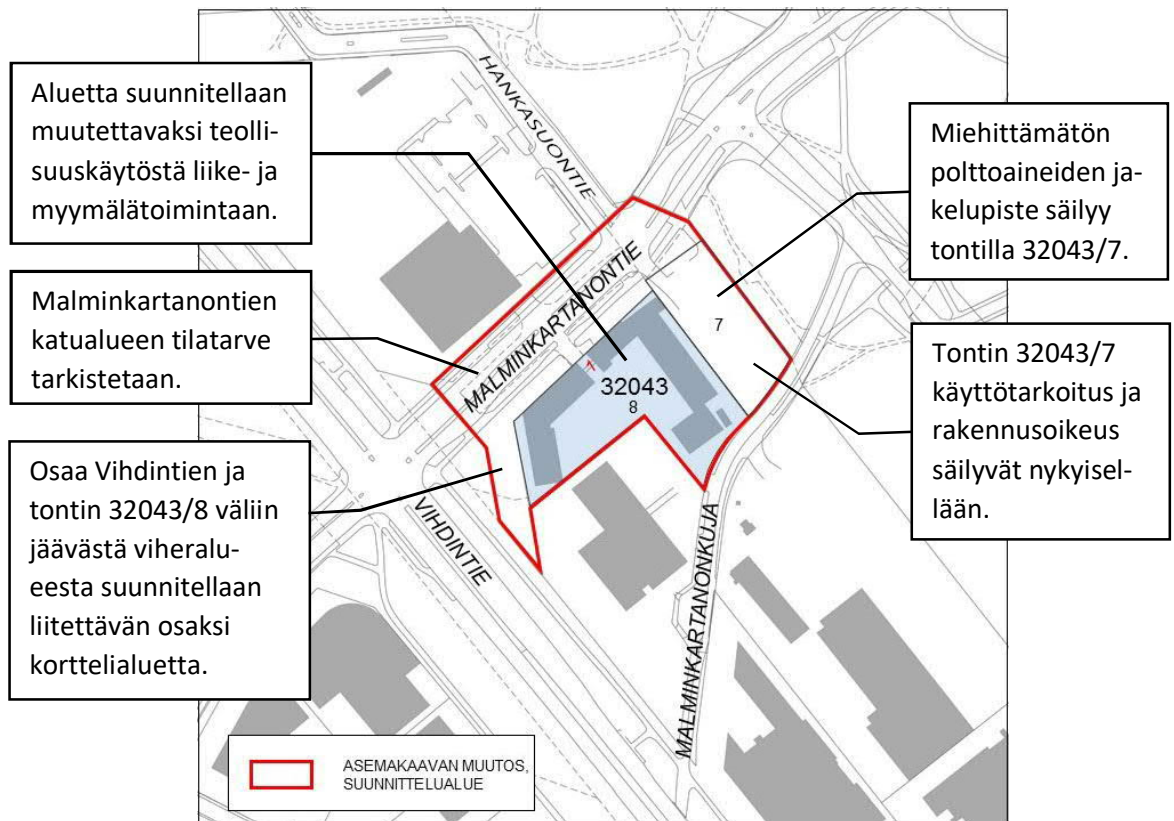 Aluetta suunnitellaan
muutettavaksi teolli-
suuskäytöstä liike- ja
myymälätoimintaan.
Malminkartanontien
katualueen tilatarve
tarkistetaan.
Osaa Vihdintien ja
tontin 32043/8 väliin
jäävästä viheralu-
eesta suunnitellaan
liitettävän osaksi
korttelialuetta.
HANKASUONTIE
MALMINKARTANONTIE
7
1
32043
8
VIHDINTIE
MALMINKARTANONKUJA
Miehittämätön
polttoaineiden ja-
kelupiste säilyy
tontilla 32043/7.
Tontin 32043/7
käyttötarkoitus ja
rakennusoikeus
säilyvät nykyisel-
lään.
ASEMAKAAVAN MUUTOS,
SUUNNITTELUALUE